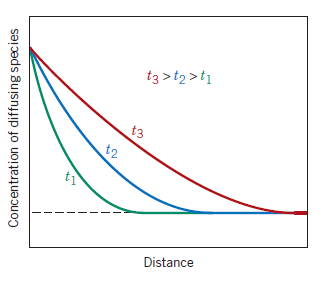 Concentration of diffusing species
t3 > t2 > t1
t3
t2
t1
Distance